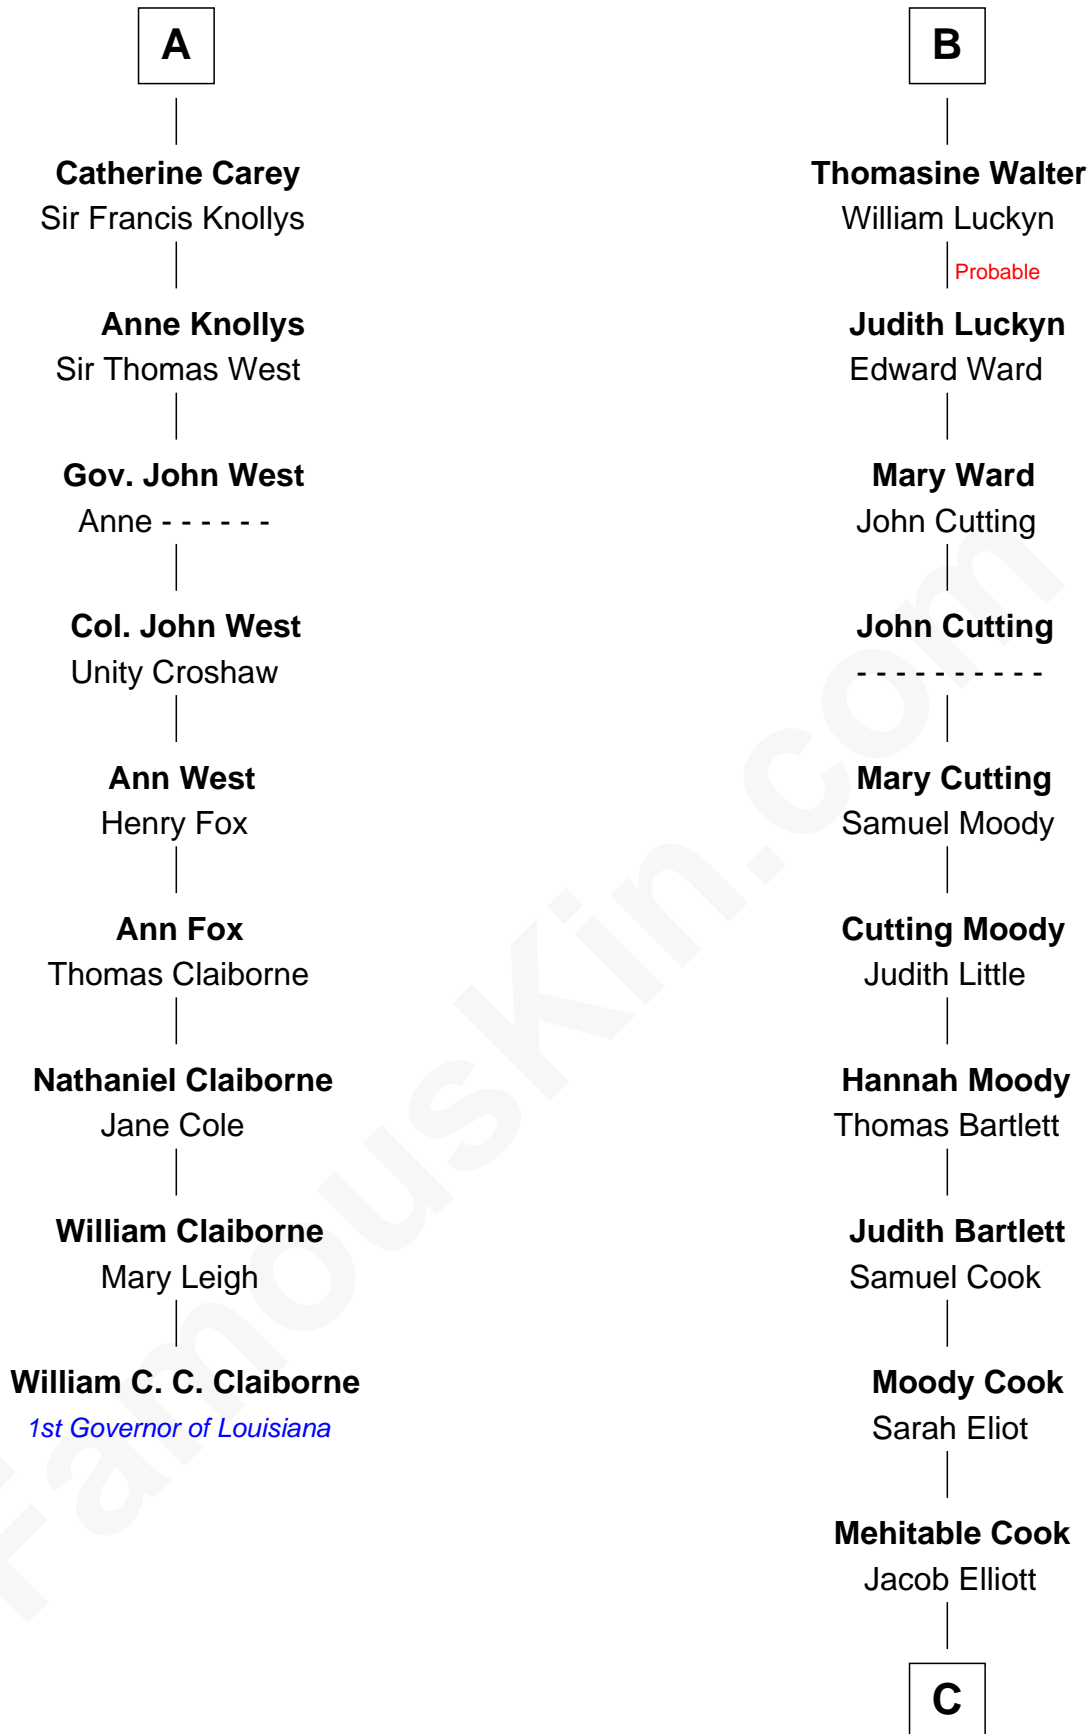 A
Catherine Carey
Sir Francis Knollys
Anne Knollys
Sir Thomas West
Gov. John West
Anne - - - - - -
Col. John West
Unity Croshaw
Ann West
Henry Fox
Ann Fox
Thomas Claiborne
Nathaniel Claiborne
Jane Cole
William Claiborne
Mary Leigh
William C. C. Claiborne
1st Governor of Louisiana
B
Thomasine Walter
William Luckyn
Probable
Judith Luckyn
Edward Ward
Mary Ward
John Cutting
John Cutting
- - - - - - - - - -
Mary Cutting
Samuel Moody
Cutting Moody
Judith Little
Hannah Moody
Thomas Bartlett
Judith Bartlett
Samuel Cook
Moody Cook
Sarah Eliot
Mehitable Cook
Jacob Elliott
C
FamousKin.com